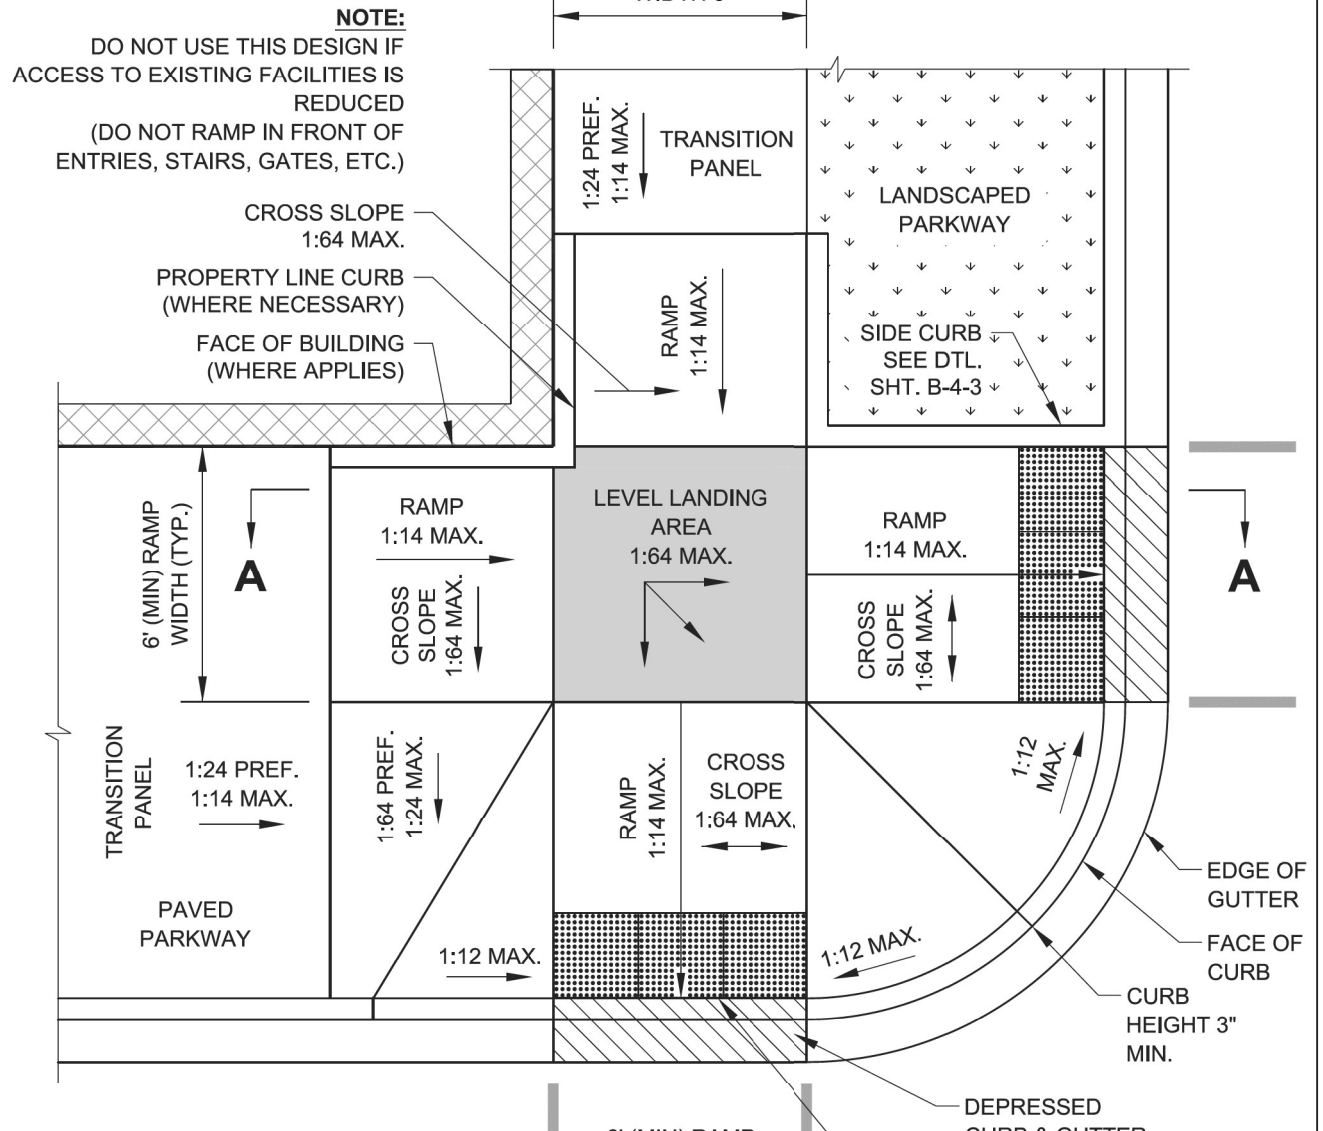 NOTE:
DO NOT USE THIS DESIGN IF
ACCESS TO EXISTING FACILITIES IS
REDUCED
(DO NOT RAMP IN FRONT OF
ENTRIES, STAIRS, GATES, ETC.)
CROSS SLOPE
1:64 MAX.
PROPERTY LINE CURB
(WHERE NECESSARY)
FACE OF BUILDING
(WHERE APPLIES)
1:24 PREF.
1:14 MAX.
TRANSITION
PANEL
LANDSCAPED
PARKWAY
RAMP
1:14 MAX.
SIDE CURB
SEE DTL.
SHT. B-4-3
6' (MIN) RAMP
WIDTH (TYP.)
A
RAMP
1:14 MAX.
CROSS
SLOPE
1:64 MAX.
LEVEL LANDING
AREA
1:64 MAX.
RAMP
1:14 MAX.
CROSS
SLOPE
1:64 MAX.
A
TRANSITION
PANEL
1:24 PREF.
1:14 MAX.
1:64 PREF.
1:24 MAX.
RAMP
1:14 MAX.
CROSS
SLOPE
1:64 MAX.
1:12
MAX.
PAVED
PARKWAY
1:12 MAX.
1:12 MAX.
EDGE OF
GUTTER
FACE OF
CURB
CURB
HEIGHT 3"
MIN.
DEPRESSED
CURB & GUTTER
(MIN) RAMP